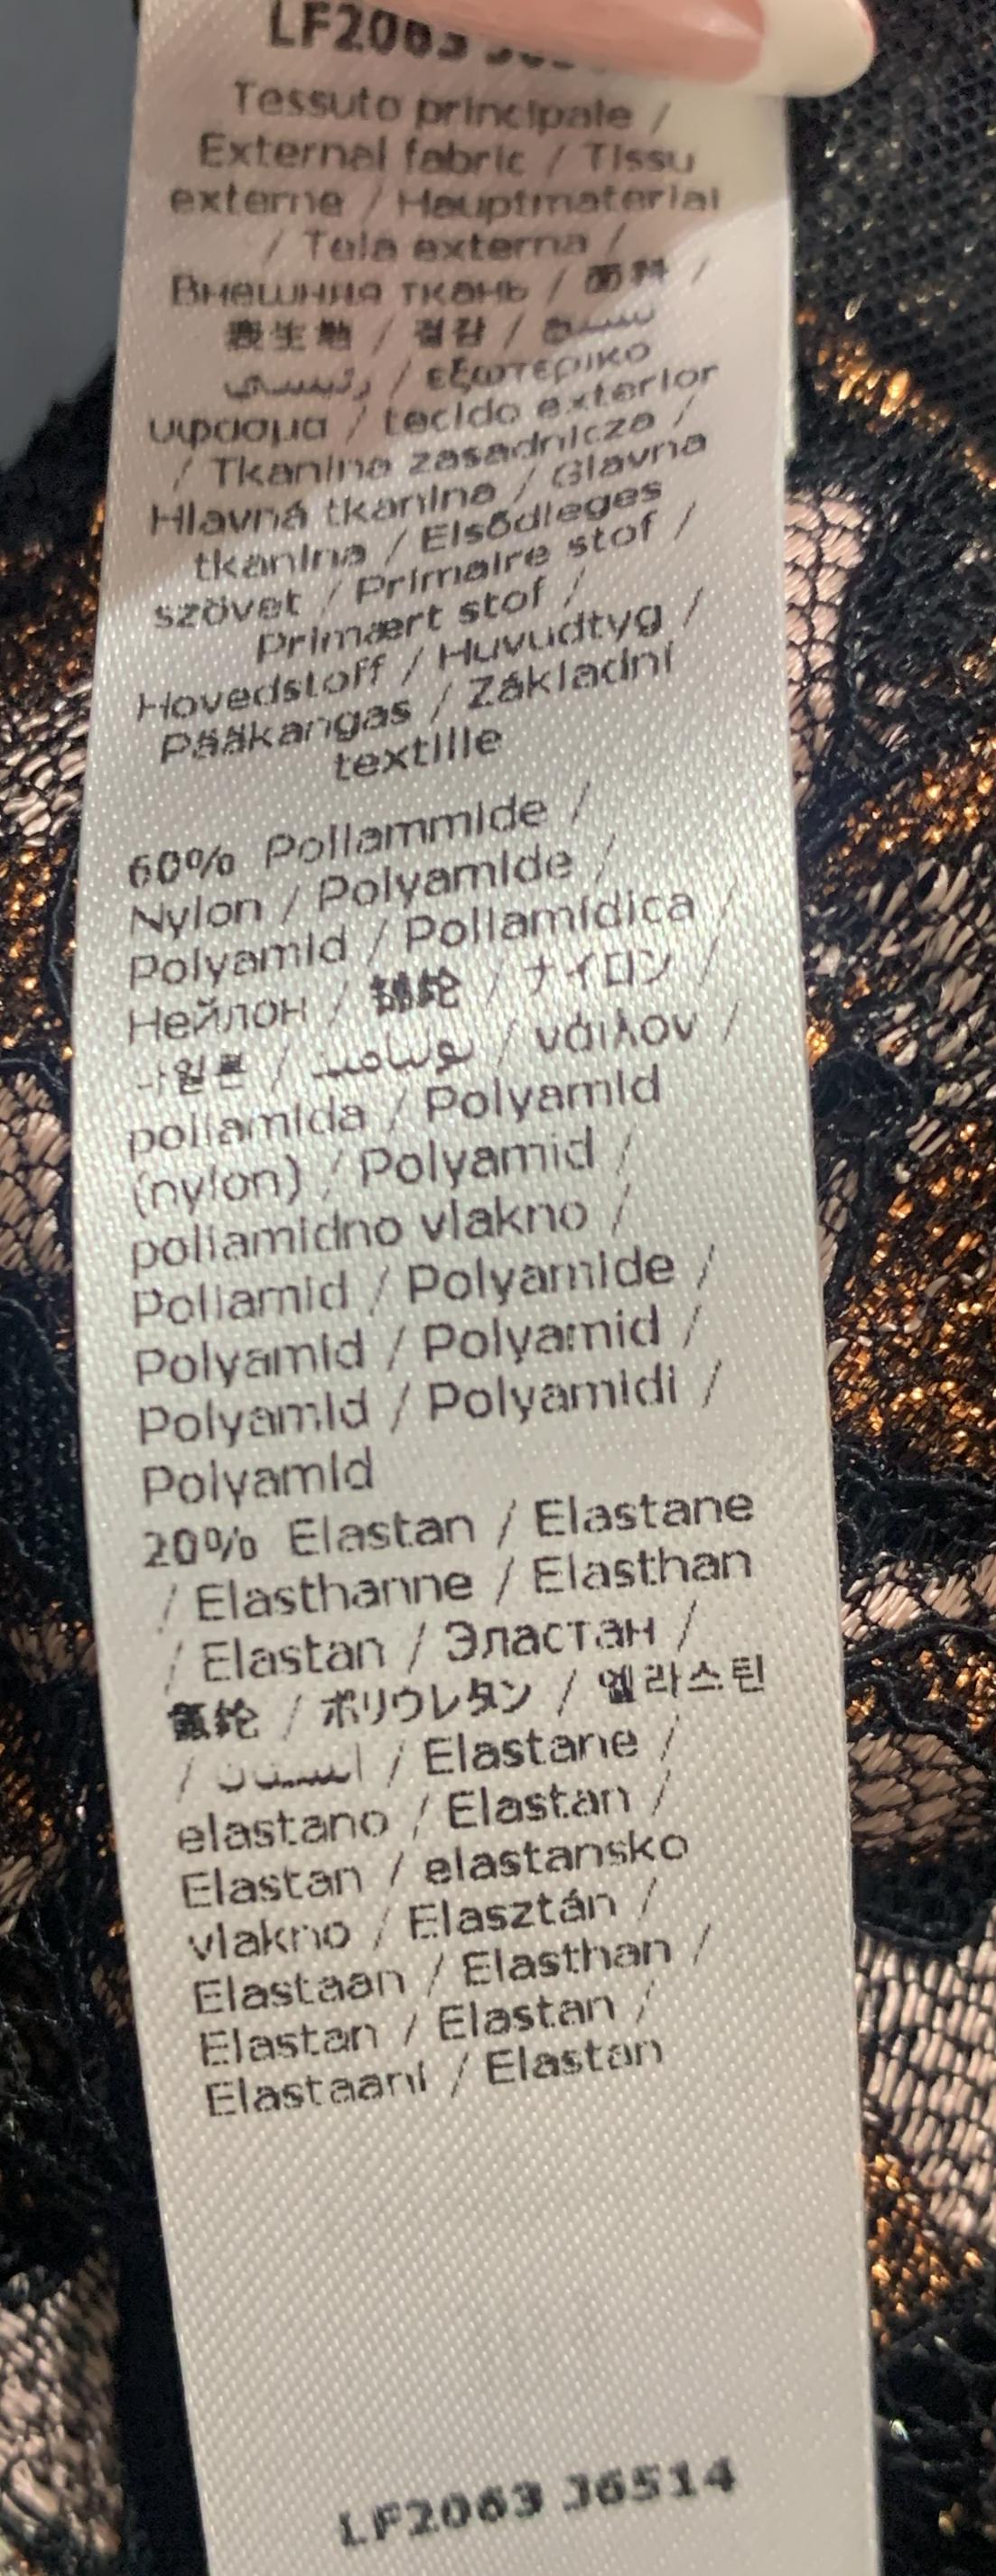 LF2063
Tessuto principale /
External fabric / Tissu
externe / Hauptmaterial
/ Tela externa /
Внешняя ткань / 面料 /
表生地 / 겉감 /
/ εξωτερικό
ύφασμα / tecido exterior
/ Tkanina zasadnicza /
Hlavná tkanina / Glavna
tkanina / Elsődleges
szövet / Primaire stof /
Primært stof /
Hovedstoff / Huvudtyg /
Pääkangas / Základní
textilie
60% Poliammide /
Nylon / Polyamide /
Polyamid / Poliamídica /
Нейлон / 錦纶 / ナイロン /
나일론 / / νάιλον /
poliamida / Polyamid
(nylon) / Polyamid /
poliamidno vlakno /
Poliamid / Polyamide /
Polyamid / Polyamid /
Polyamid / Polyamidi /
Polyamid
20% Elastan / Elastane
/ Elasthanne / Elasthan
/ Elastan / Эластан /
氨纶 / ポリウレタン / 엘라스틴
/ / Elastane /
elastano / Elastan /
Elastan / elastansko
vlakno / Elasztán /
Elastaan / Elasthan /
Elastan / Elastan /
Elastaani / Elastan
LF2063 J6514